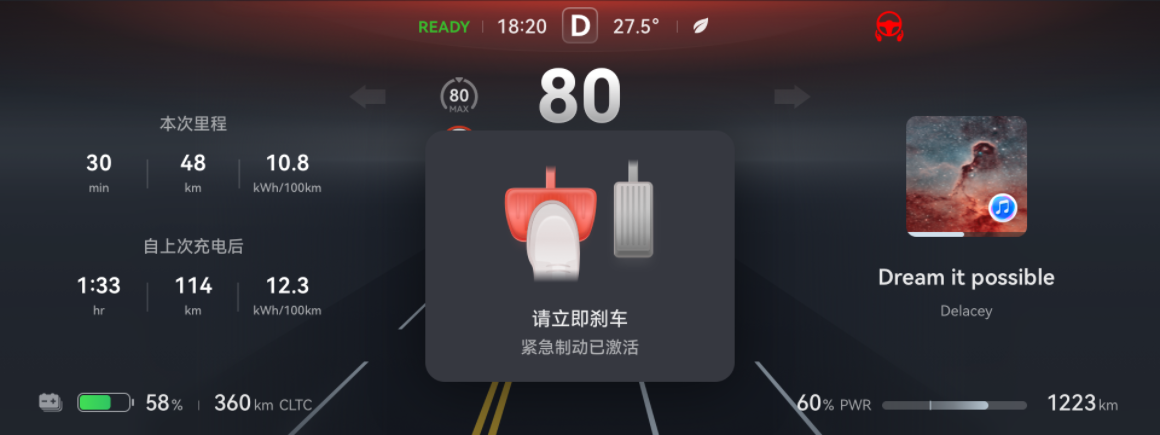 READY 18:20 D 27.5°
80 MAX
80
本次里程
30 48 10.8
min km kWh/100km
自上次充电后
1:33 114 12.3
hr km kWh/100km
请立即刹车
紧急制动已激活
Dream it possible
Delacey
58% 360 km CLTC
60% PWR 1223 km